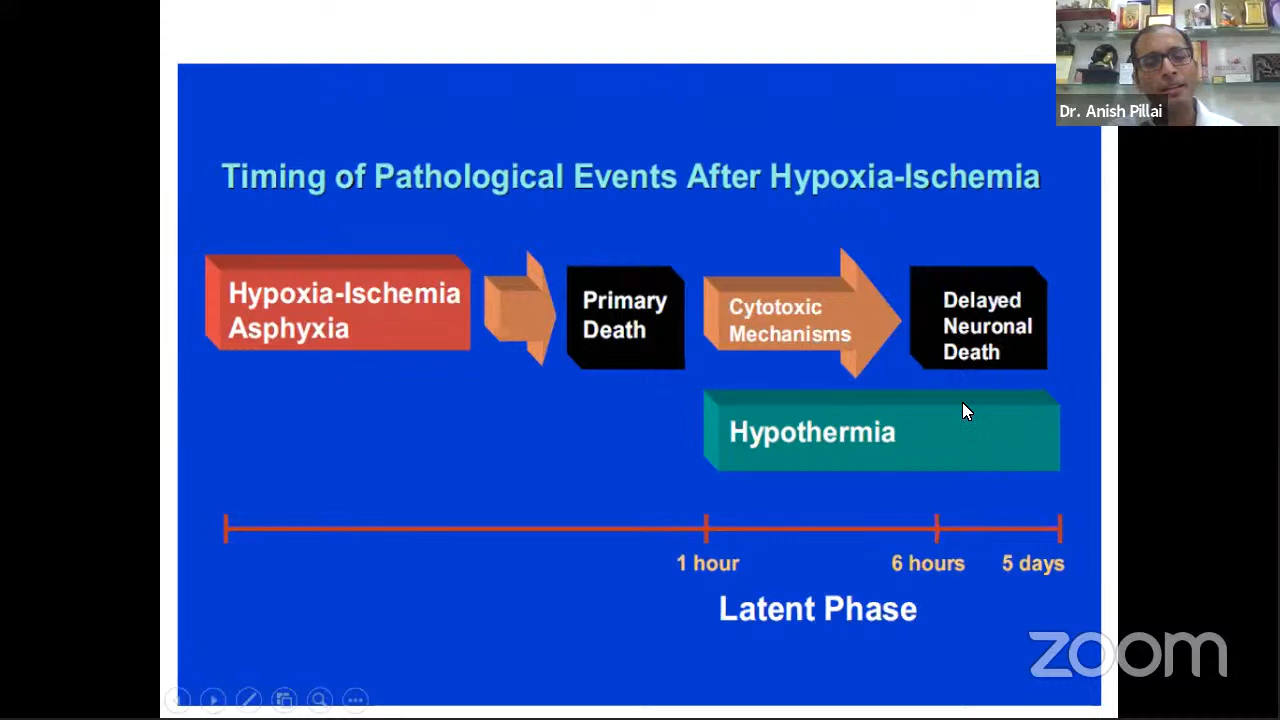 Dr. Anish Pillai
Timing of Pathological Events After Hypoxia-Ischemia
Hypoxia-Ischemia
Asphyxia
Primary
Death
Cytotoxic
Mechanisms
Delayed
Neuronal
Death
Hypothermia
1 hour
6 hours
5 days
Latent Phase
zoom